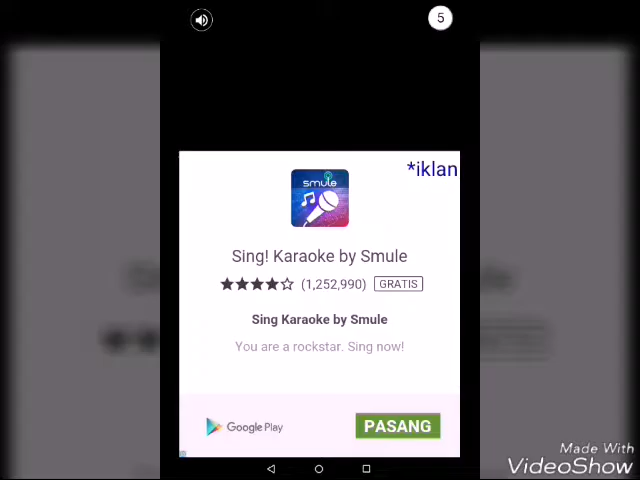 5
*iklan
smule
Sing! Karaoke by Smule
(1,252,990) GRATIS
Sing Karaoke by Smule
You are a rockstar. Sing now!
Google Play
PASANG
Made With
VideoShow